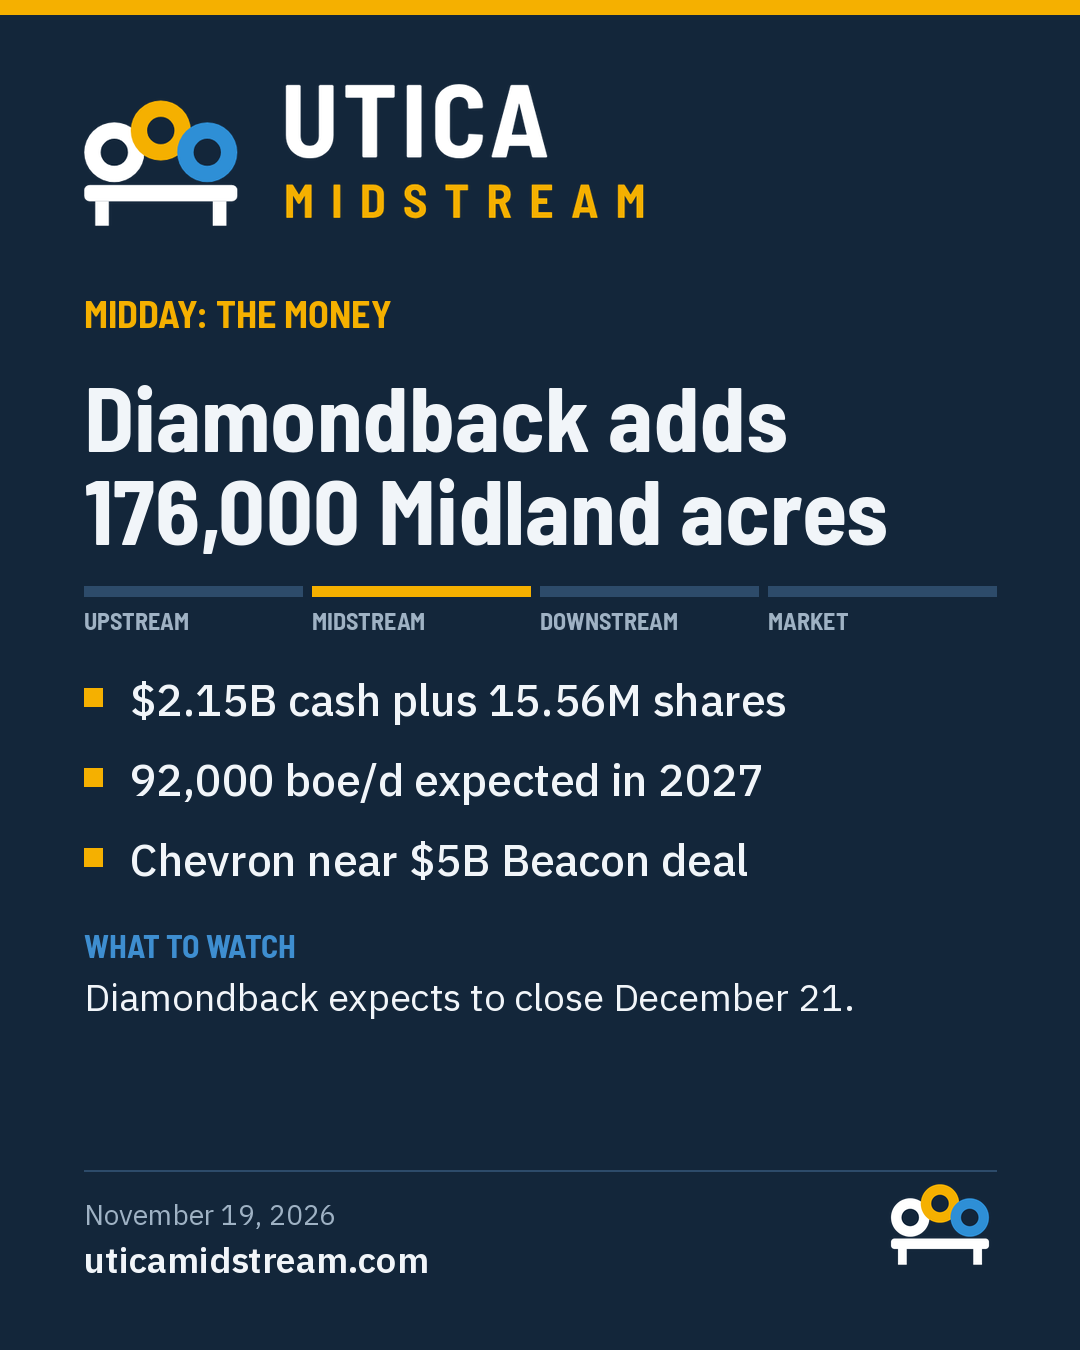 UTICA
MIDSTREAM
MIDDAY: THE MONEY
Diamondback adds
176,000 Midland acres
UPSTREAM MIDSTREAM DOWNSTREAM MARKET
$2.15B cash plus 15.56M shares
92,000 boe/d expected in 2027
Chevron near $5B Beacon deal
WHAT TO WATCH
Diamondback expects to close December 21.
November 19, 2026
uticamidstream.com